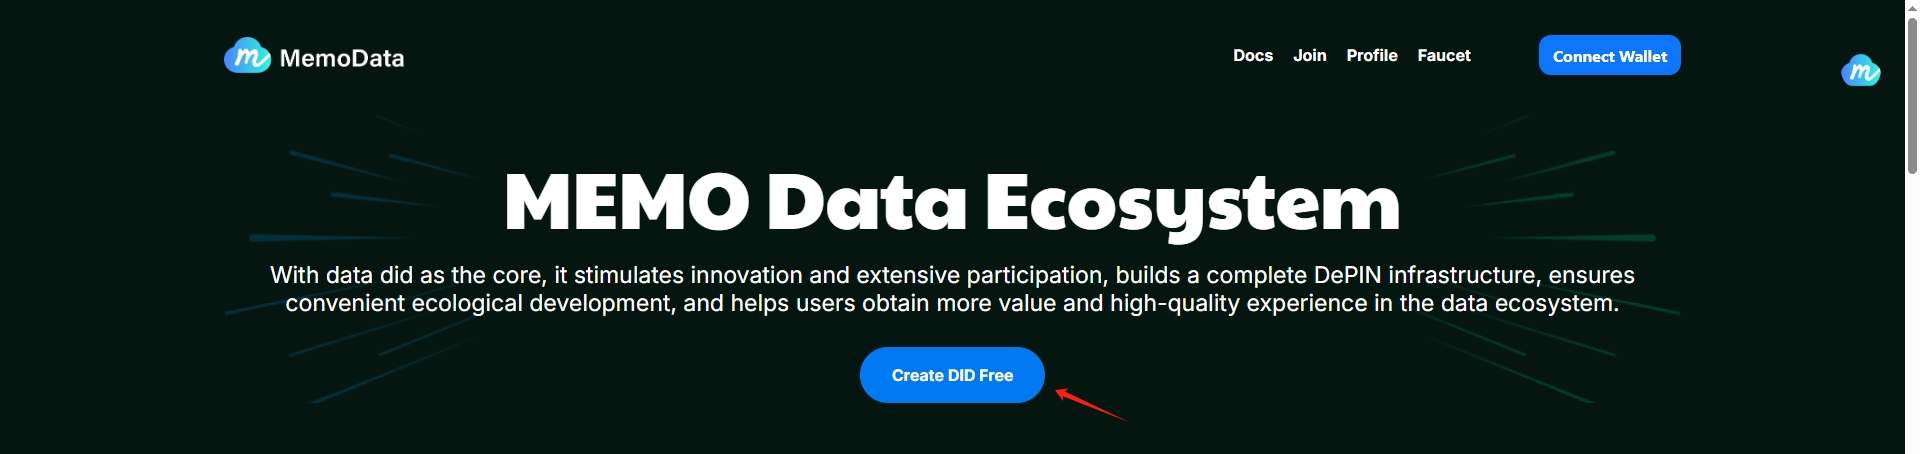 MemoData
Docs Join Profile Faucet Connect Wallet
MEMO Data Ecosystem
With data did as the core, it stimulates innovation and extensive participation, builds a complete DePIN infrastructure, ensures
convenient ecological development, and helps users obtain more value and high-quality experience in the data ecosystem.
Create DID Free